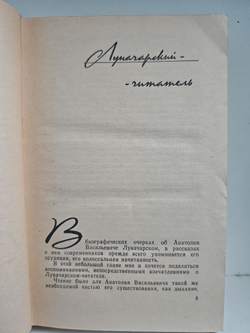 Луначарский-
-читатель
В биографических очерках об Анатолии
Васильевиче Луначарском, в рассказах
о нем современников прежде всего упоминается его
эрудиция, его колоссальная начитанность.
В этой небольшой главе мне и хочется поделиться
воспоминаниями, непосредственными впечатлениями о
Луначарском-читателе.
Чтение было для Анатолия Васильевича такой же
необходимой частью его существования, как дыхание,
5